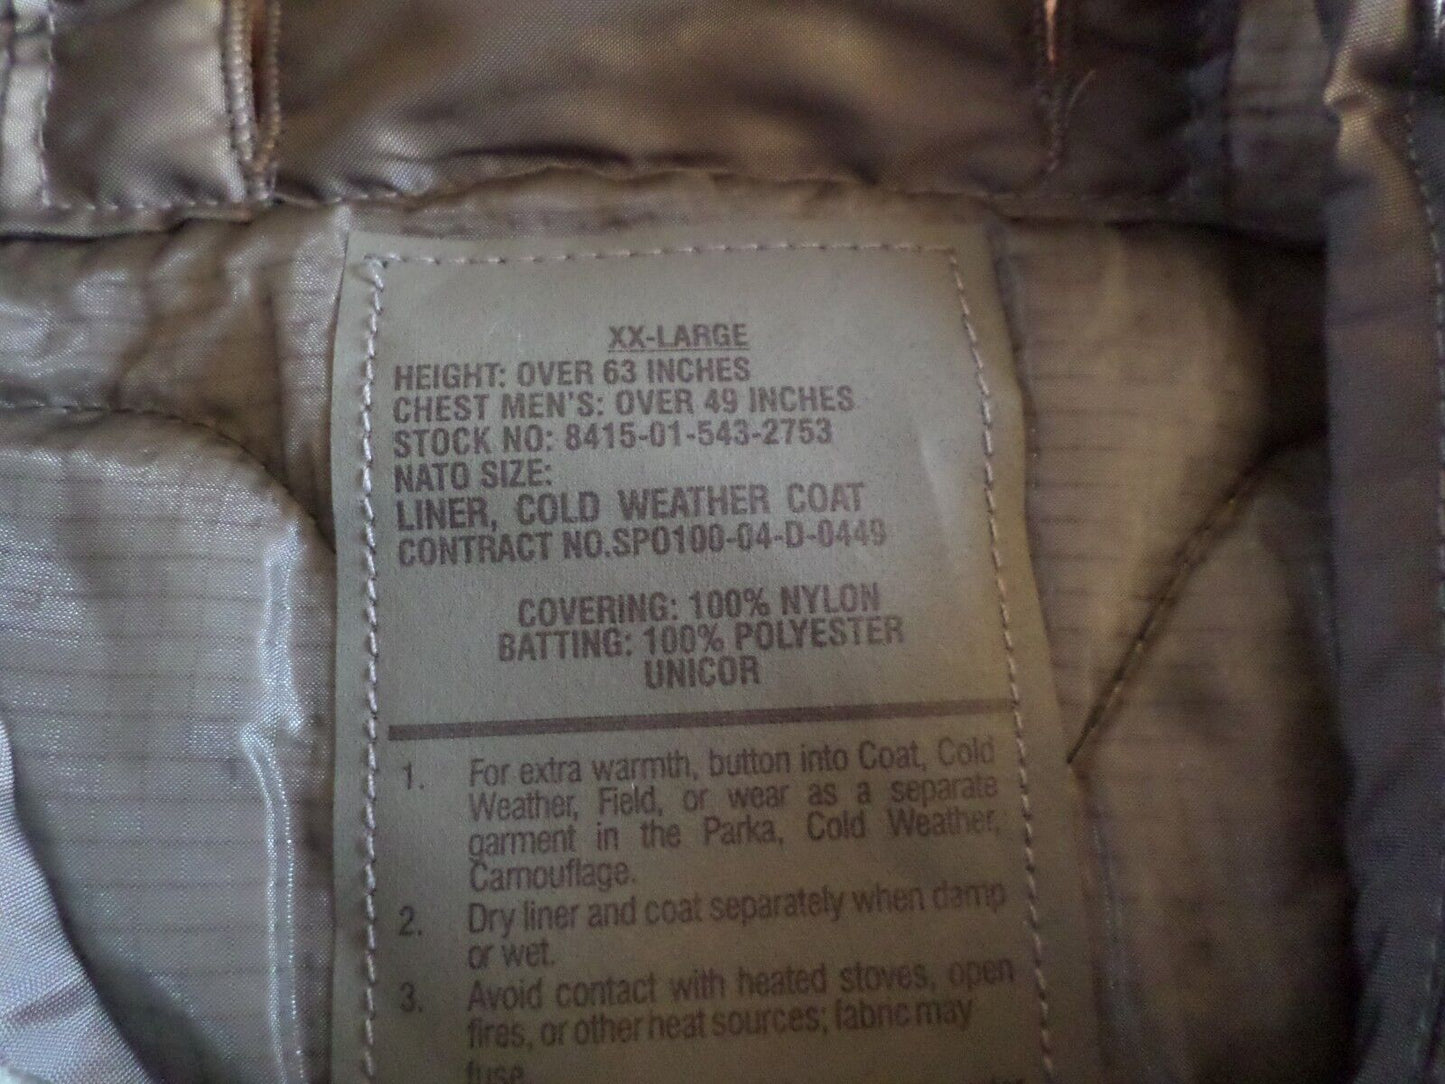 XX-LARGE
HEIGHT: OVER 63 INCHES
CHEST MEN'S: OVER 49 INCHES
STOCK NO: 8415-01-543-2753
NATO SIZE:
LINER, COLD WEATHER COAT
CONTRACT NO.SPO100-04-D-0449
COVERING: 100% NYLON
BATTING: 100% POLYESTER
UNICOR
1. For extra warmth, button into Coat, Cold
Weather, Field, or wear as a separate
garment in the Parka, Cold Weather,
Camouflage.
2. Dry liner and coat separately when damp
or wet.
3. Avoid contact with heated stoves, open
fires, or other heat sources; fabric may
fuse